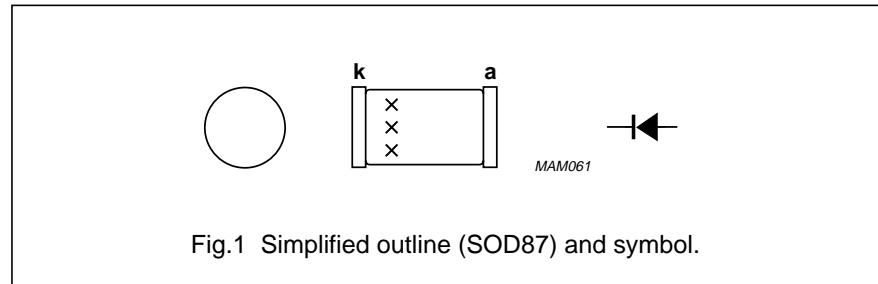 k a
MAM061
Fig.1 Simplified outline (SOD87) and symbol.